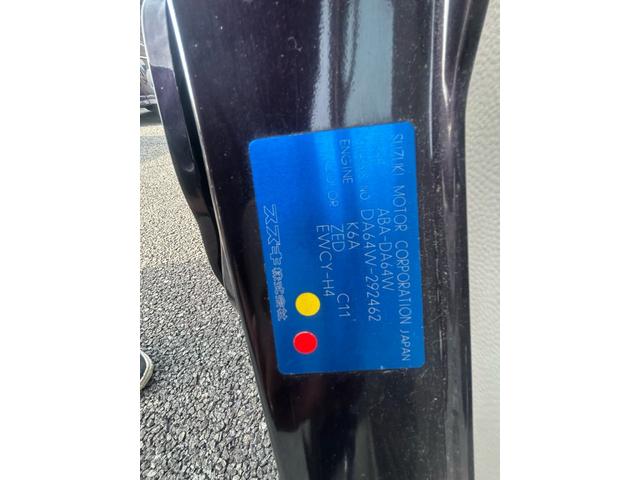 SUZUKI MOTOR CORPORATION JAPAN
ABA-DA64W
DA64W-292462
ENGINE K6A
COLOR ZED C11
EWCY-H4
スズキ株式会社